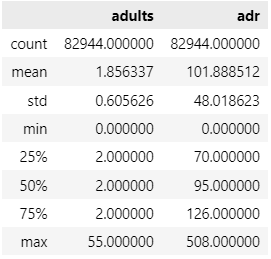 adults adr
count 82944.000000 82944.000000
mean 1.856337 101.888512
std 0.605626 48.018623
min 0.000000 0.000000
25% 2.000000 70.000000
50% 2.000000 95.000000
75% 2.000000 126.000000
max 55.000000 508.000000